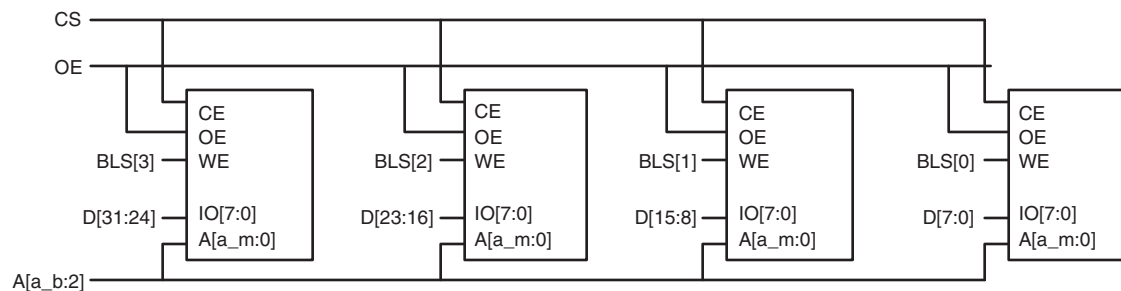 CS
OE
CE
OE
BLS[3]
WE
D[31:24]
IO[7:0]
A[a_m:0]
CE
OE
BLS[2]
WE
D[23:16]
IO[7:0]
A[a_m:0]
CE
OE
BLS[1]
WE
D[15:8]
IO[7:0]
A[a_m:0]
CE
OE
BLS[0]
WE
D[7:0]
IO[7:0]
A[a_m:0]
A[a_b:2]